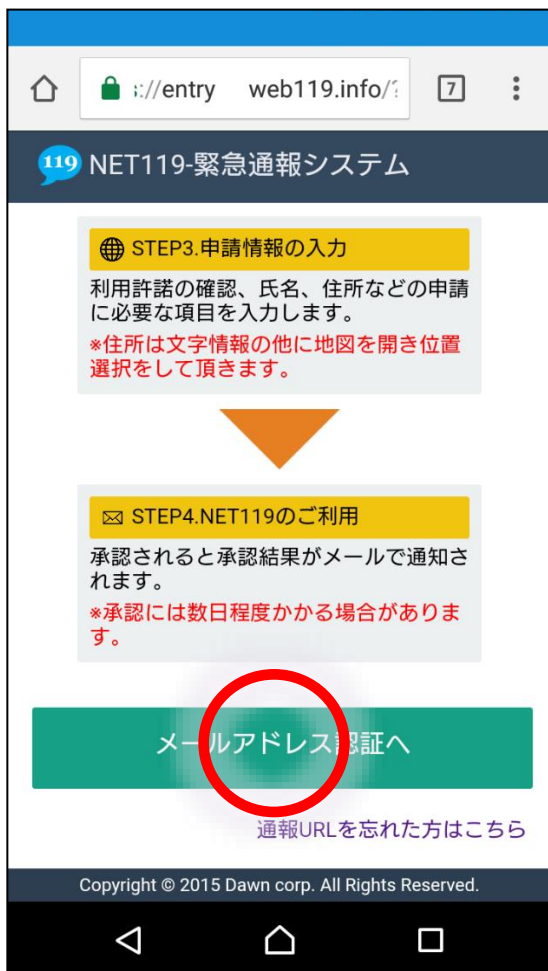 ://entry web119.info/?
7
119 NET119-緊急通報システム
STEP3.申請情報の入力
利用許諾の確認、氏名、住所などの申請
に必要な項目を入力します。
*住所は文字情報の他に地図を開き位置
選択をして頂きます。
STEP4.NET119のご利用
承認されると承認結果がメールで通知さ
れます。
*承認には数日程度かかる場合がありま
す。
メールアドレス認証へ
通報URLを忘れた方はこちら
Copyright © 2015 Dawn corp. All Rights Reserved.